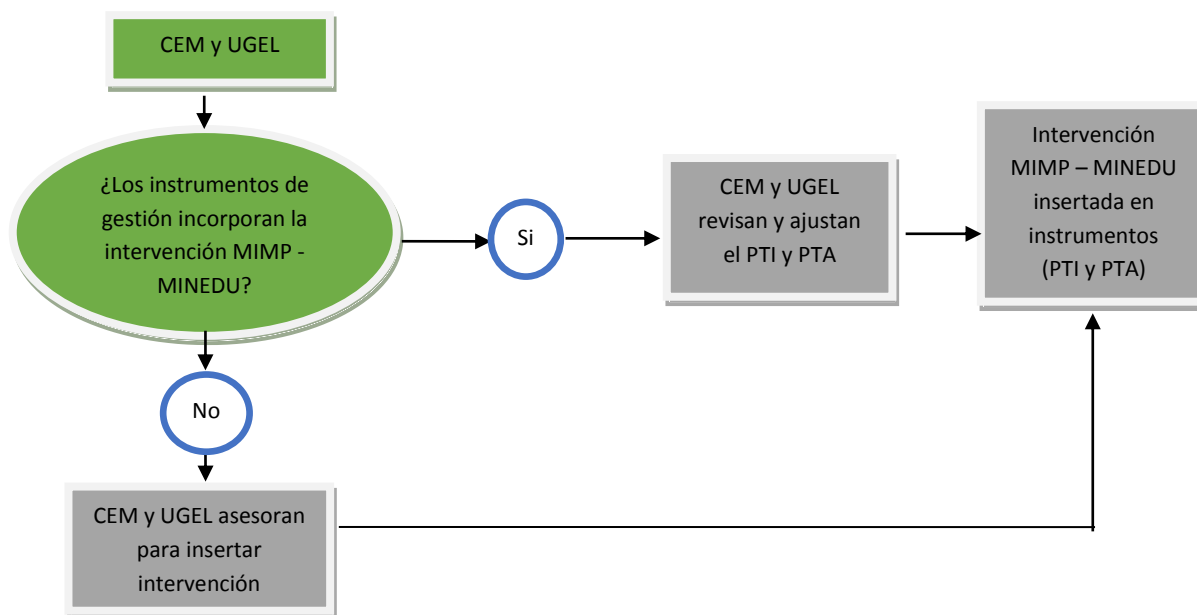 CEM y UGEL
¿Los instrumentos de
gestión incorporan la
intervención MIMP -
MINEDU?
Si
CEM y UGEL
revisan y ajustan
el PTI y PTA
Intervención
MIMP – MINEDU
insertada en
instrumentos
(PTI y PTA)
No
CEM y UGEL asesoran
para insertar
intervención